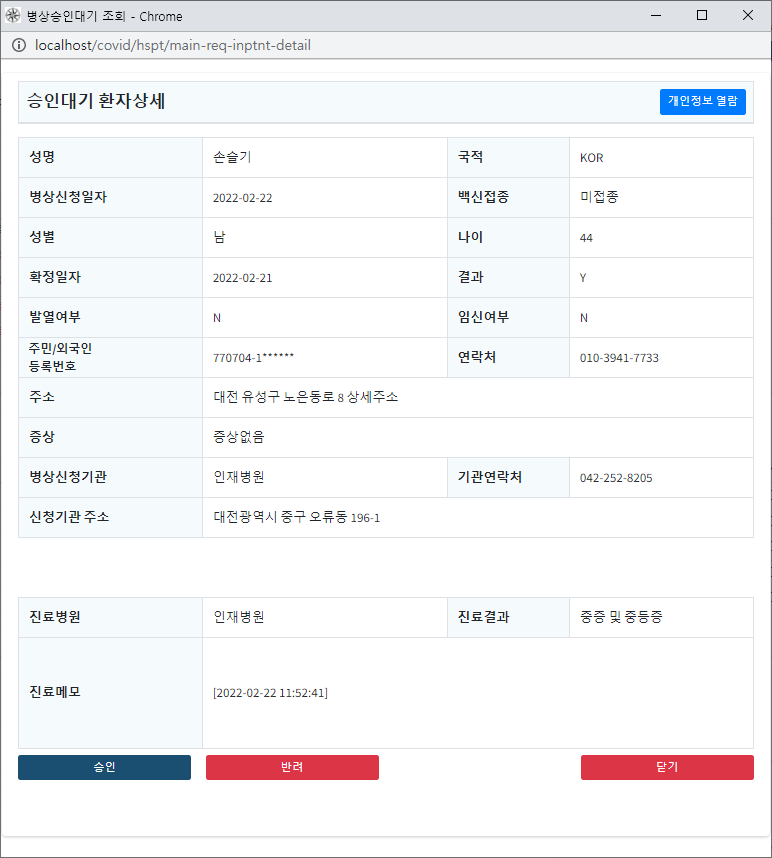 병상승인대기 조회 - Chrome
localhost/covid/hspt/main-req-inptnt-detail
승인대기 환자상세 개인정보 열람
성명 손슬기 국적 KOR
병상신청일자 2022-02-22 백신접종 미접종
성별 남 나이 44
확정일자 2022-02-21 결과 Y
발열여부 N 임신여부 N
주민/외국인
등록번호 770704-1****** 연락처 010-3941-7733
주소 대전 유성구 노은동로 8 상세주소
증상 증상없음
병상신청기관 인재병원 기관연락처 042-252-8205
신청기관 주소 대전광역시 중구 오류동 196-1
진료병원 인재병원 진료결과 중증 및 중등증
진료메모 [2022-02-22 11:52:41]
승인 반려 닫기